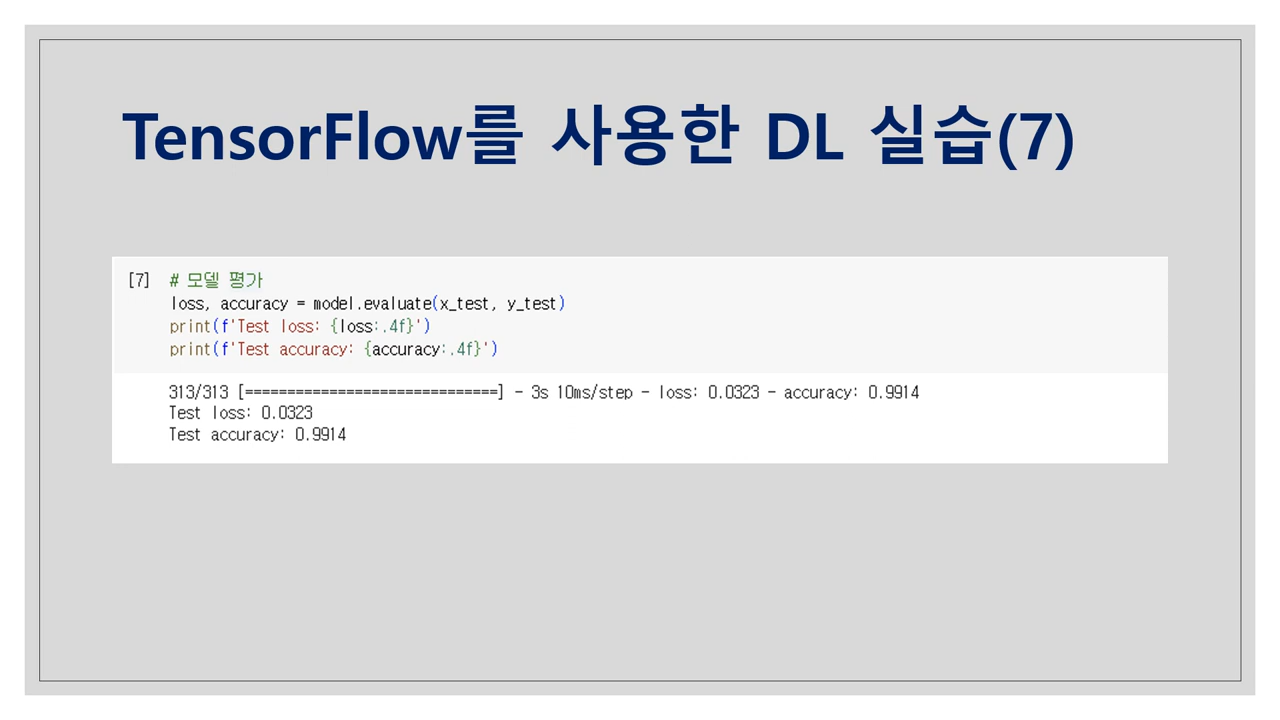 TensorFlow를 사용한 DL 실습(7)
[7] # 모델 평가
loss, accuracy = model.evaluate(x_test, y_test)
print(f'Test loss: {loss:.4f}')
print(f'Test accuracy: {accuracy:.4f}')
313/313 [==============================] - 3s 10ms/step - loss: 0.0323 - accuracy: 0.9914
Test loss: 0.0323
Test accuracy: 0.9914